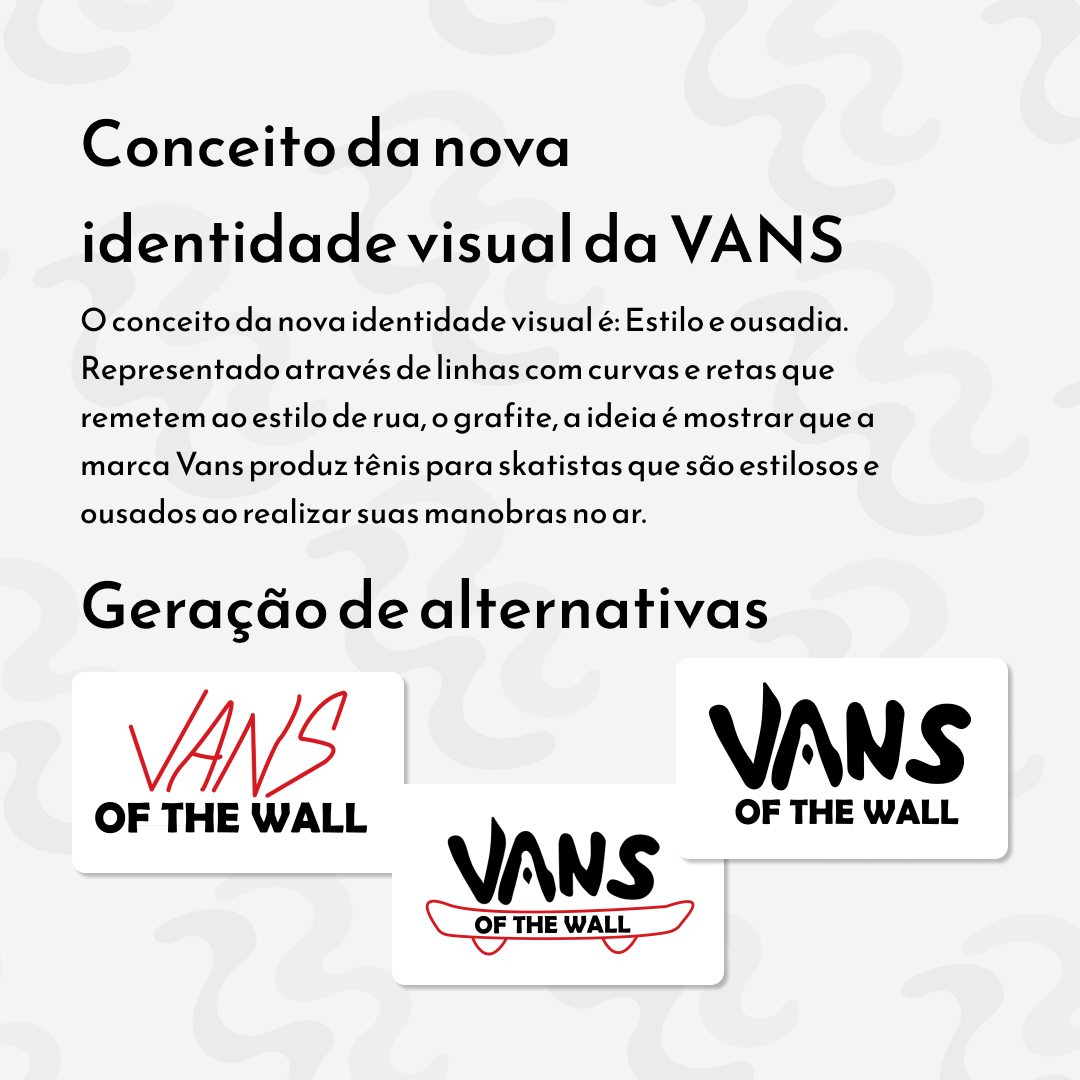 Conceito da nova
identidade visual da VANS
O conceito da nova identidade visual é: Estilo e ousadia.
Representado através de linhas com curvas e retas que
remetem ao estilo de rua, o grafite, a ideia é mostrar que a
marca Vans produz tênis para skatistas que são estilosos e
ousados ao realizar suas manobras no ar.
Geração de alternativas
VANS
OF THE WALL
VANS
OF THE WALL
VANS
OF THE WALL